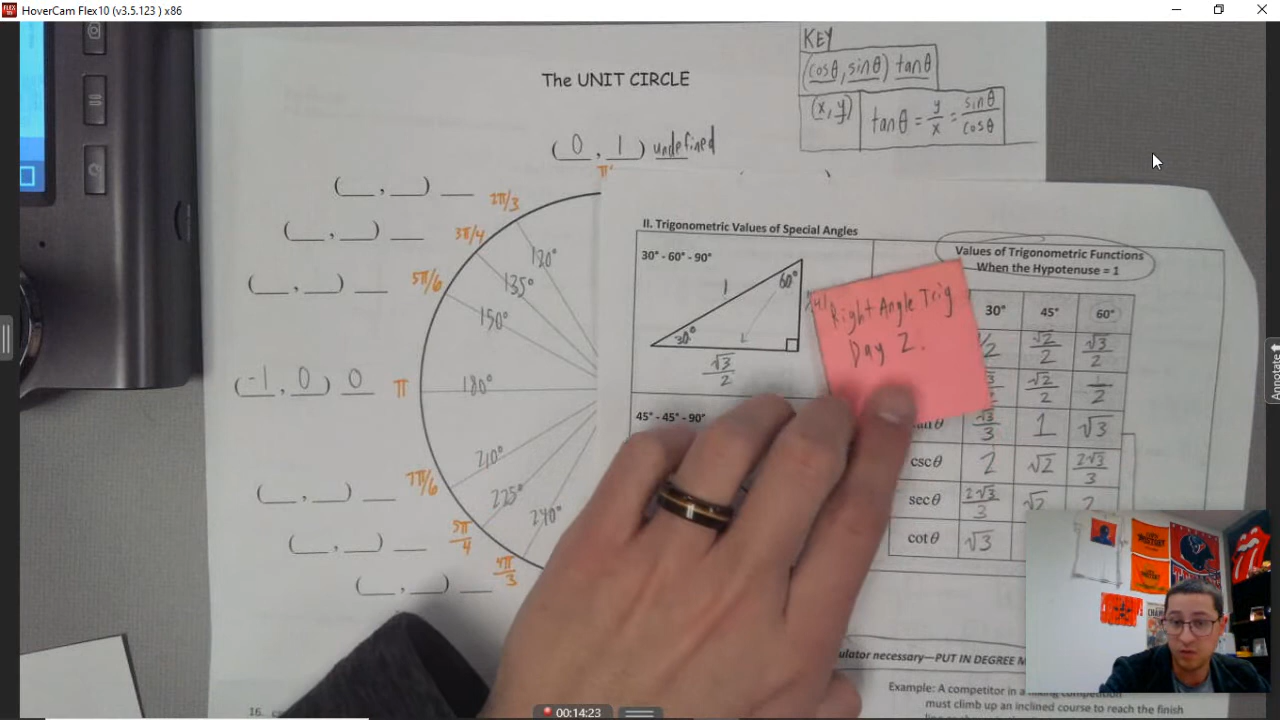 HoverCam Flex10 (v3.5.123 ) x86
KEY
(cosθ, sinθ) tanθ
(x, y)
tanθ = y/x = sinθ/cosθ
The UNIT CIRCLE
(0, 1) undefined
(__, __) __
2π/3
(__, __) __
3π/4
(__, __) __
5π/6
120°
135°
150°
(-1, 0) 0
π
180°
210°
225°
240°
(__, __) __
7π/6
(__, __) __
5π/4
(__, __) __
4π/3
II. Trigonometric Values of Special Angles
30° - 60° - 90°
1
60°
30°
√3/2
45° - 45° - 90°
Right Angle Trig
Day 2.
Values of Trigonometric Functions
When the Hypotenuse = 1
30° 45° 60°
/2 √2/2 √3/2
√2/2 1/2
θ √3/3 1 √3
cscθ 2 √2 2√3/3
secθ 2√3/3 √2 2
cotθ √3
necessary—PUT IN DEGREE
Example: A competitor in a
must climb up an inclined course to reach the finish
16.
00:14:23
Annotate